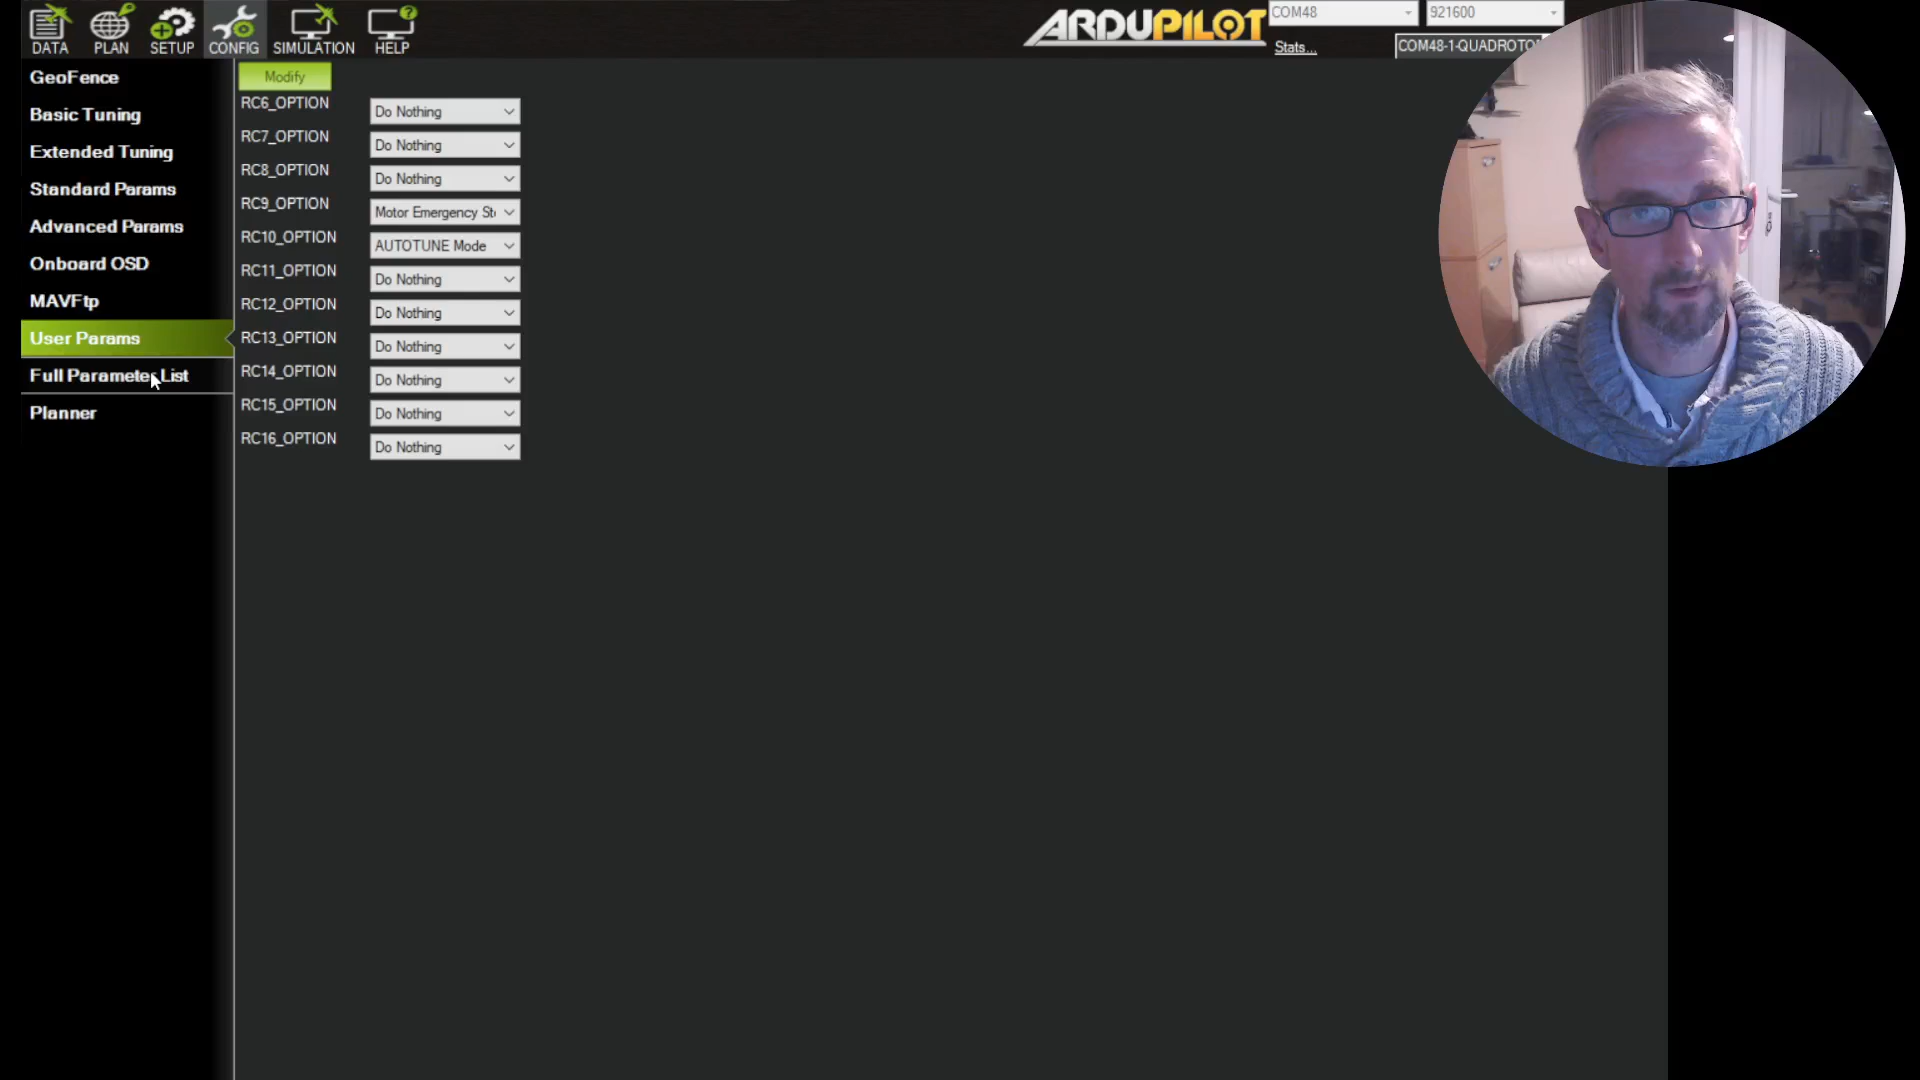 DATA PLAN SETUP CONFIG SIMULATION HELP
ARDUPILOT
COM48
921600
Stats...
COM48-1-QUADROTO
GeoFence
Basic Tuning
Extended Tuning
Standard Params
Advanced Params
Onboard OSD
MAVFtp
User Params
Full Parameter List
Planner
Modify
RC6_OPTION Do Nothing
RC7_OPTION Do Nothing
RC8_OPTION Do Nothing
RC9_OPTION Motor Emergency St
RC10_OPTION AUTOTUNE Mode
RC11_OPTION Do Nothing
RC12_OPTION Do Nothing
RC13_OPTION Do Nothing
RC14_OPTION Do Nothing
RC15_OPTION Do Nothing
RC16_OPTION Do Nothing